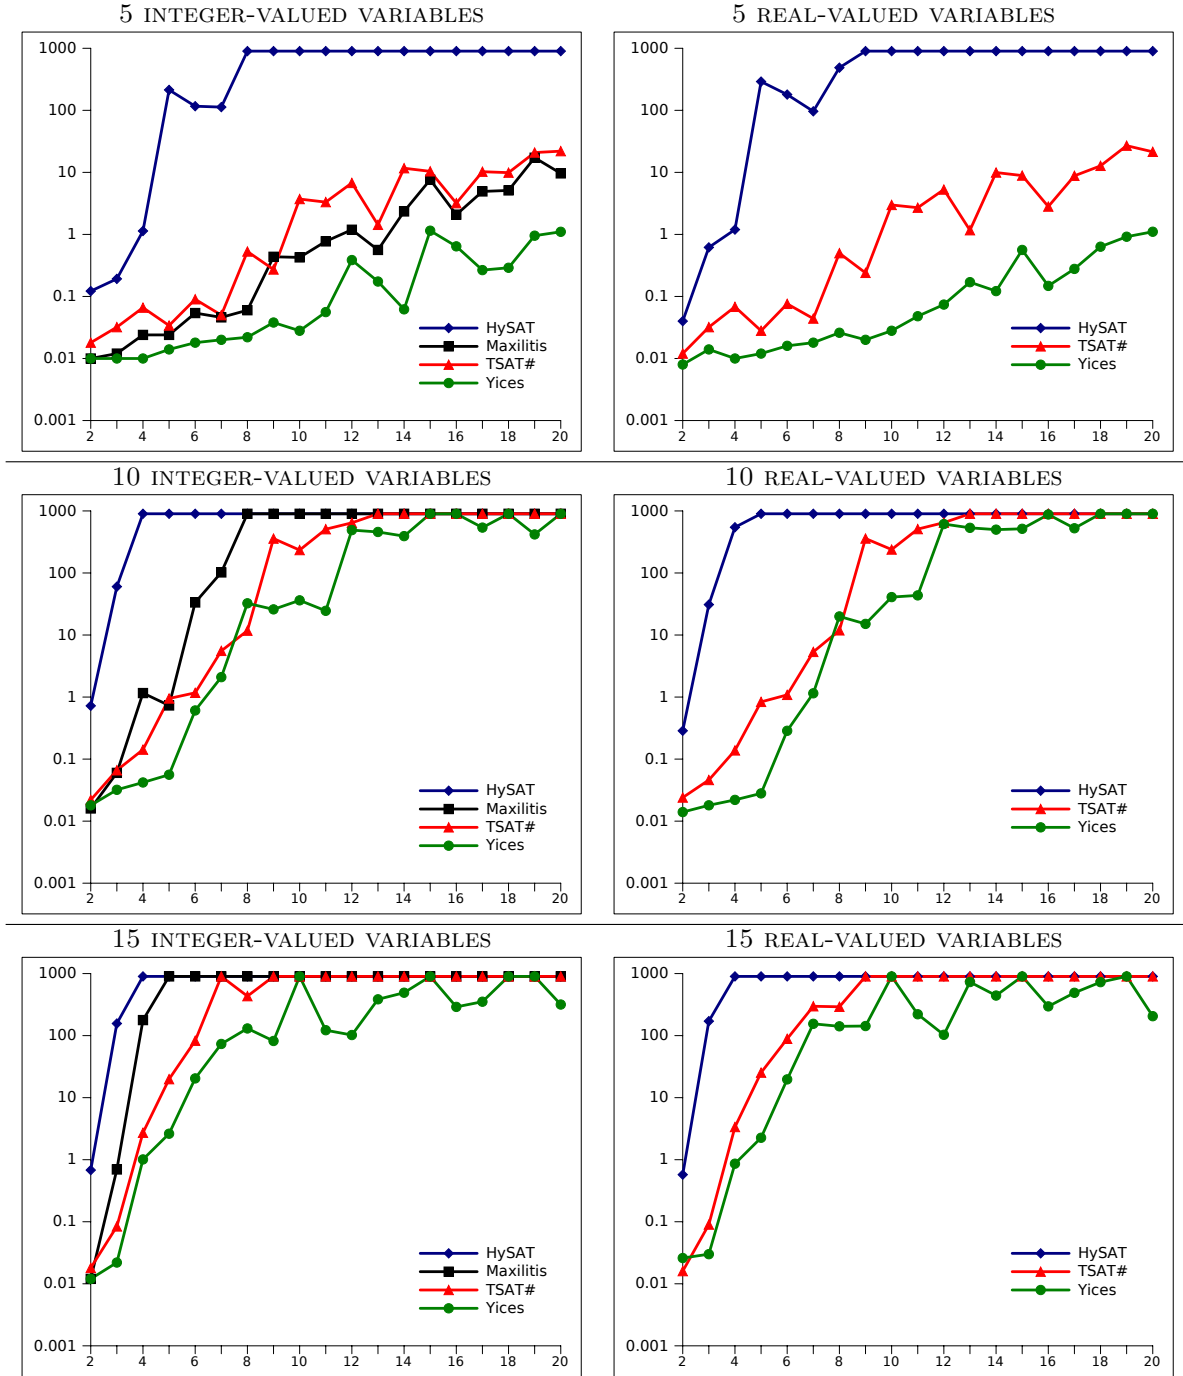 5 INTEGER-VALUED VARIABLES
1000
100
10
1
0.1
0.01
0.001
2 4 6 8 10 12 14 16 18 20
HySAT
Maxilitis
TSAT#
Yices
5 REAL-VALUED VARIABLES
1000
100
10
1
0.1
0.01
0.001
2 4 6 8 10 12 14 16 18 20
HySAT
TSAT#
Yices
10 INTEGER-VALUED VARIABLES
1000
100
10
1
0.1
0.01
0.001
2 4 6 8 10 12 14 16 18 20
HySAT
Maxilitis
TSAT#
Yices
10 REAL-VALUED VARIABLES
1000
100
10
1
0.1
0.01
0.001
2 4 6 8 10 12 14 16 18 20
HySAT
TSAT#
Yices
15 INTEGER-VALUED VARIABLES
1000
100
10
1
0.1
0.01
0.001
2 4 6 8 10 12 14 16 18 20
HySAT
Maxilitis
TSAT#
Yices
15 REAL-VALUED VARIABLES
1000
100
10
1
0.1
0.01
0.001
2 4 6 8 10 12 14 16 18 20
HySAT
TSAT#
Yices